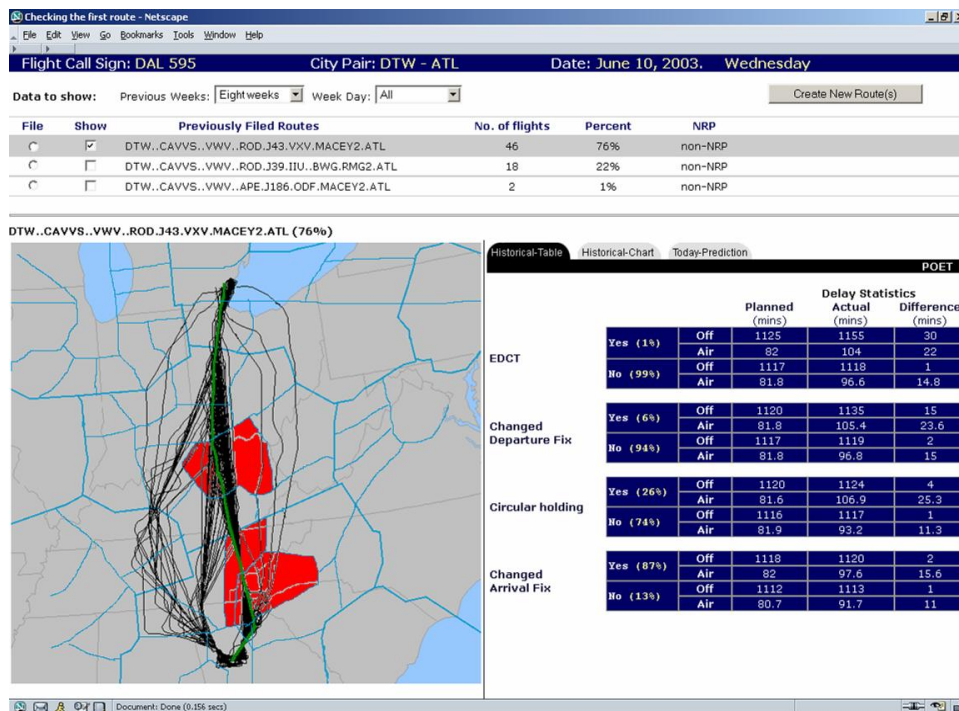 Checking the first route - Netscape
File Edit View Go Bookmarks Tools Window Help
Flight Call Sign: DAL 595 City Pair: DTW - ATL Date: June 10, 2003. Wednesday
Data to show: Previous Weeks: Eight weeks Week Day: All Create New Route(s)
File Show Previously Filed Routes No. of flights Percent NRP
DTW..CAVVS..VWV..ROD.J43.VXV.MACEY2.ATL 46 76% non-NRP
DTW..CAVVS..VWV..ROD.J39.IIU..BWG.RMG2.ATL 18 22% non-NRP
DTW..CAVVS..VWV..APE.J186.ODF.MACEY2.ATL 2 1% non-NRP
DTW..CAVVS..VWV..ROD.J43.VXV.MACEY2.ATL (76%)
Historical-Table Historical-Chart Today-Prediction
POET
Delay Statistics
Planned Actual Difference
(mins) (mins) (mins)
EDCT
Yes (1%) Off 1125 1155 30
Air 82 104 22
No (99%) Off 1117 1118 1
Air 81.8 96.6 14.8
Changed
Departure Fix
Yes (6%) Off 1120 1135 15
Air 81.8 105.4 23.6
No (94%) Off 1117 1119 2
Air 81.8 96.8 15
Circular holding
Yes (26%) Off 1120 1124 4
Air 81.6 106.9 25.3
No (74%) Off 1116 1117 1
Air 81.9 93.2 11.3
Changed
Arrival Fix
Yes (87%) Off 1118 1120 2
Air 82 97.6 15.6
No (13%) Off 1112 1113 1
Air 80.7 91.7 11
Document: Done (0.156 secs)